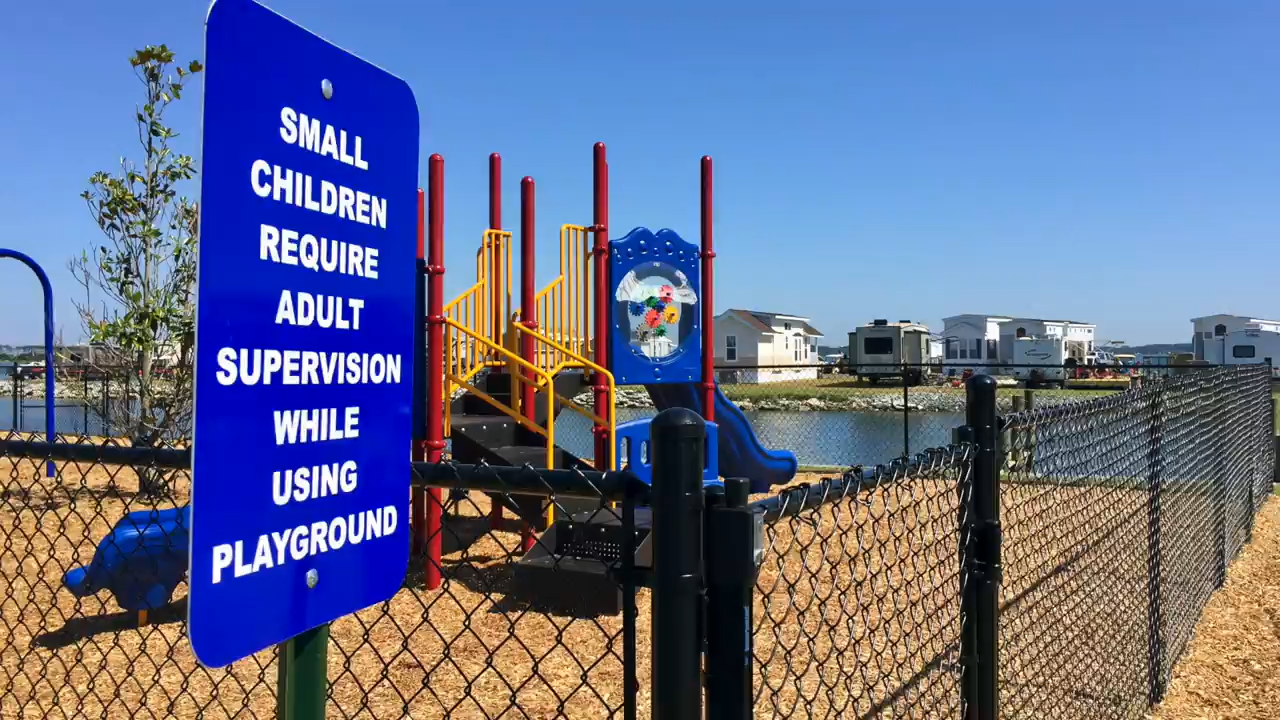 SMALL
CHILDREN
REQUIRE
ADULT
SUPERVISION
WHILE
USING
PLAYGROUND